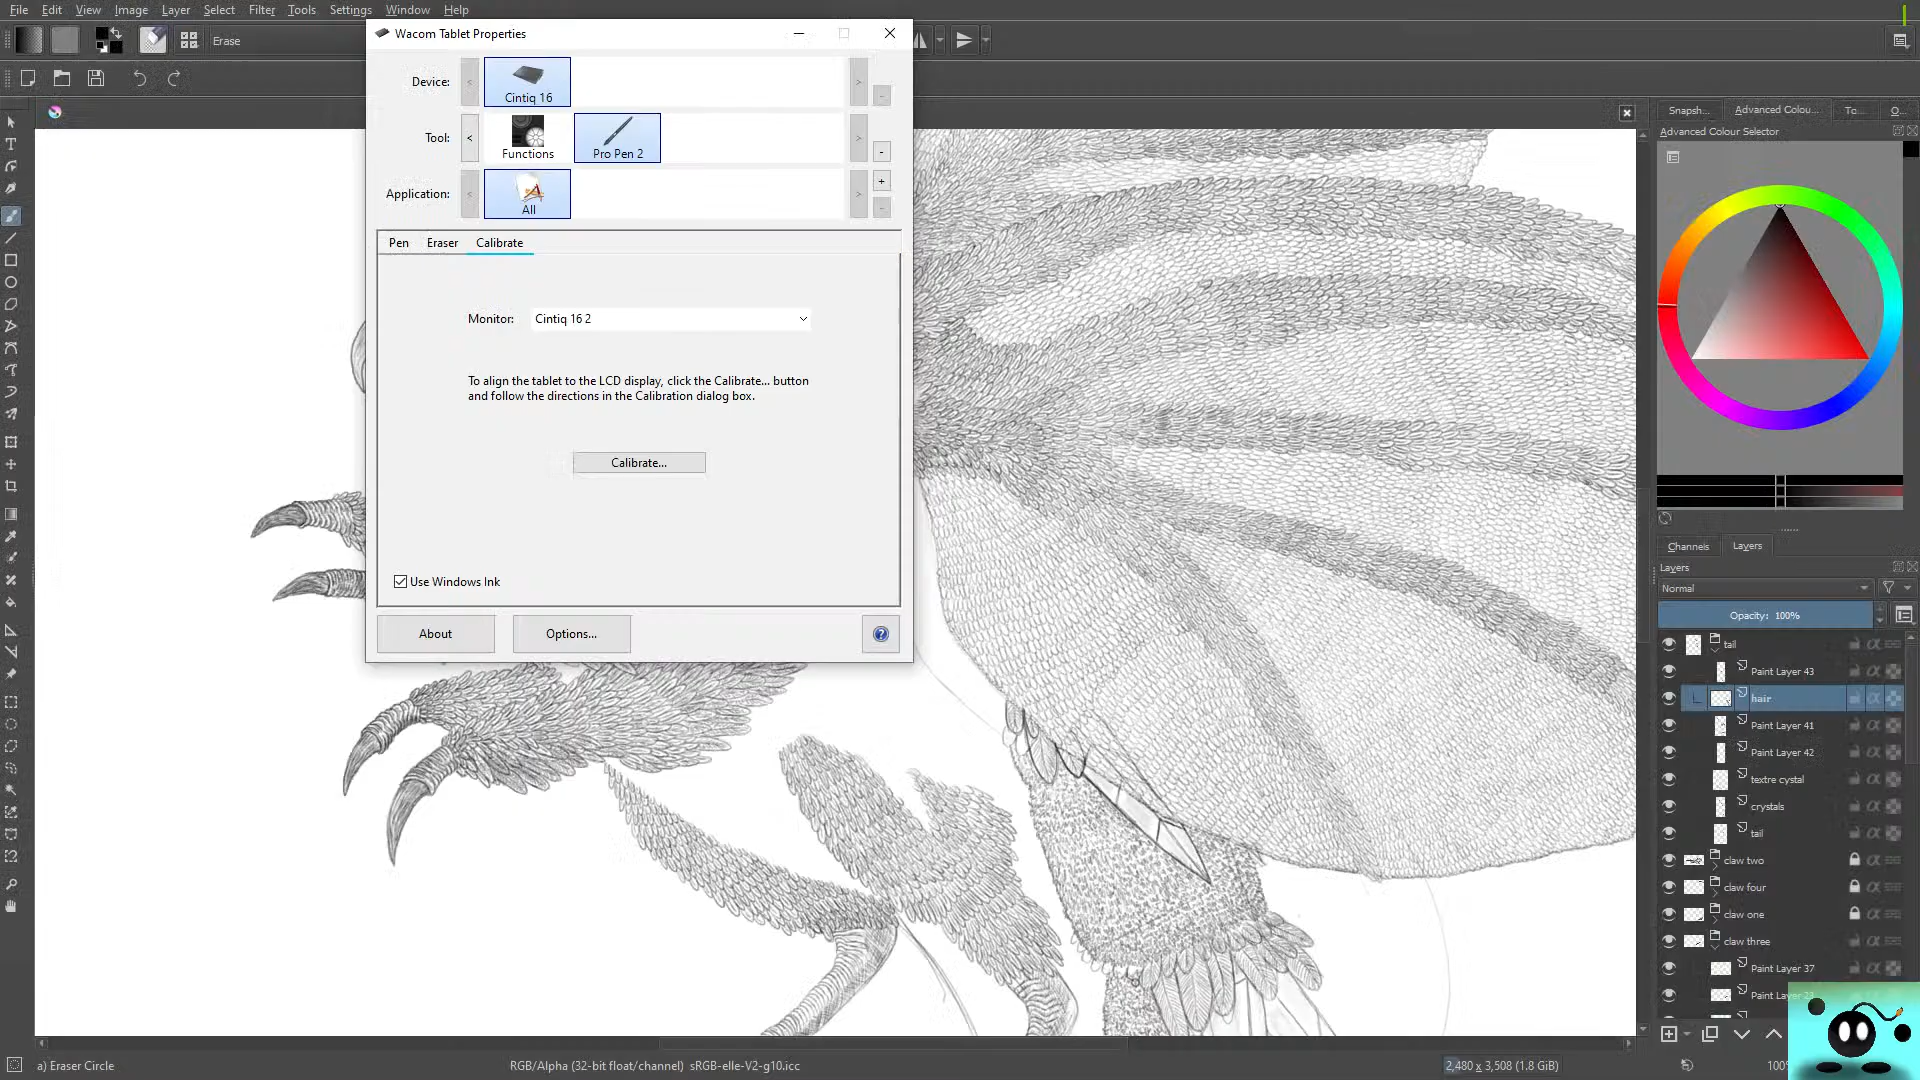 File Edit View Image Layer Select Filter Tools Settings Window Help
Erase
Wacom Tablet Properties
Device:
Cintiq 16
Tool:
Functions
Pro Pen 2
Application:
All
Pen Eraser Calibrate
Monitor: Cintiq 16 2
To align the tablet to the LCD display, click the Calibrate... button
and follow the directions in the Calibration dialog box.
Calibrate...
Use Windows Ink
About Options...
Snapsh... Advanced Colou... To... O...
Advanced Colour Selector
Channels Layers
Layers
Normal
Opacity: 100%
tail
Paint Layer 43
hair
Paint Layer 41
Paint Layer 42
textre cystal
crystals
tail
claw two
claw four
claw one
claw three
Paint Layer 37
Paint Layer
a) Eraser Circle
RGB/Alpha (32-bit float/channel) sRGB-elle-V2-g10.icc
2,480 x 3,508 (1.8 GiB)
100%